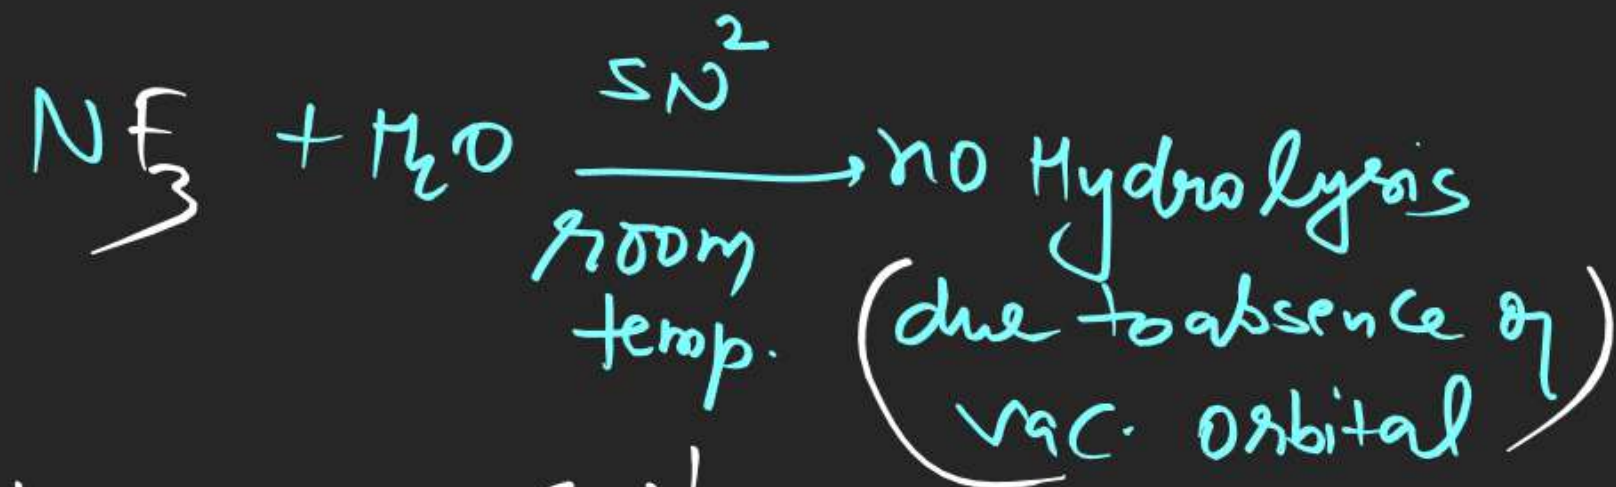 NF₃ + H₂O SN² → no Hydrolysis
room
temp.
(due to absence of
vac. orbital)